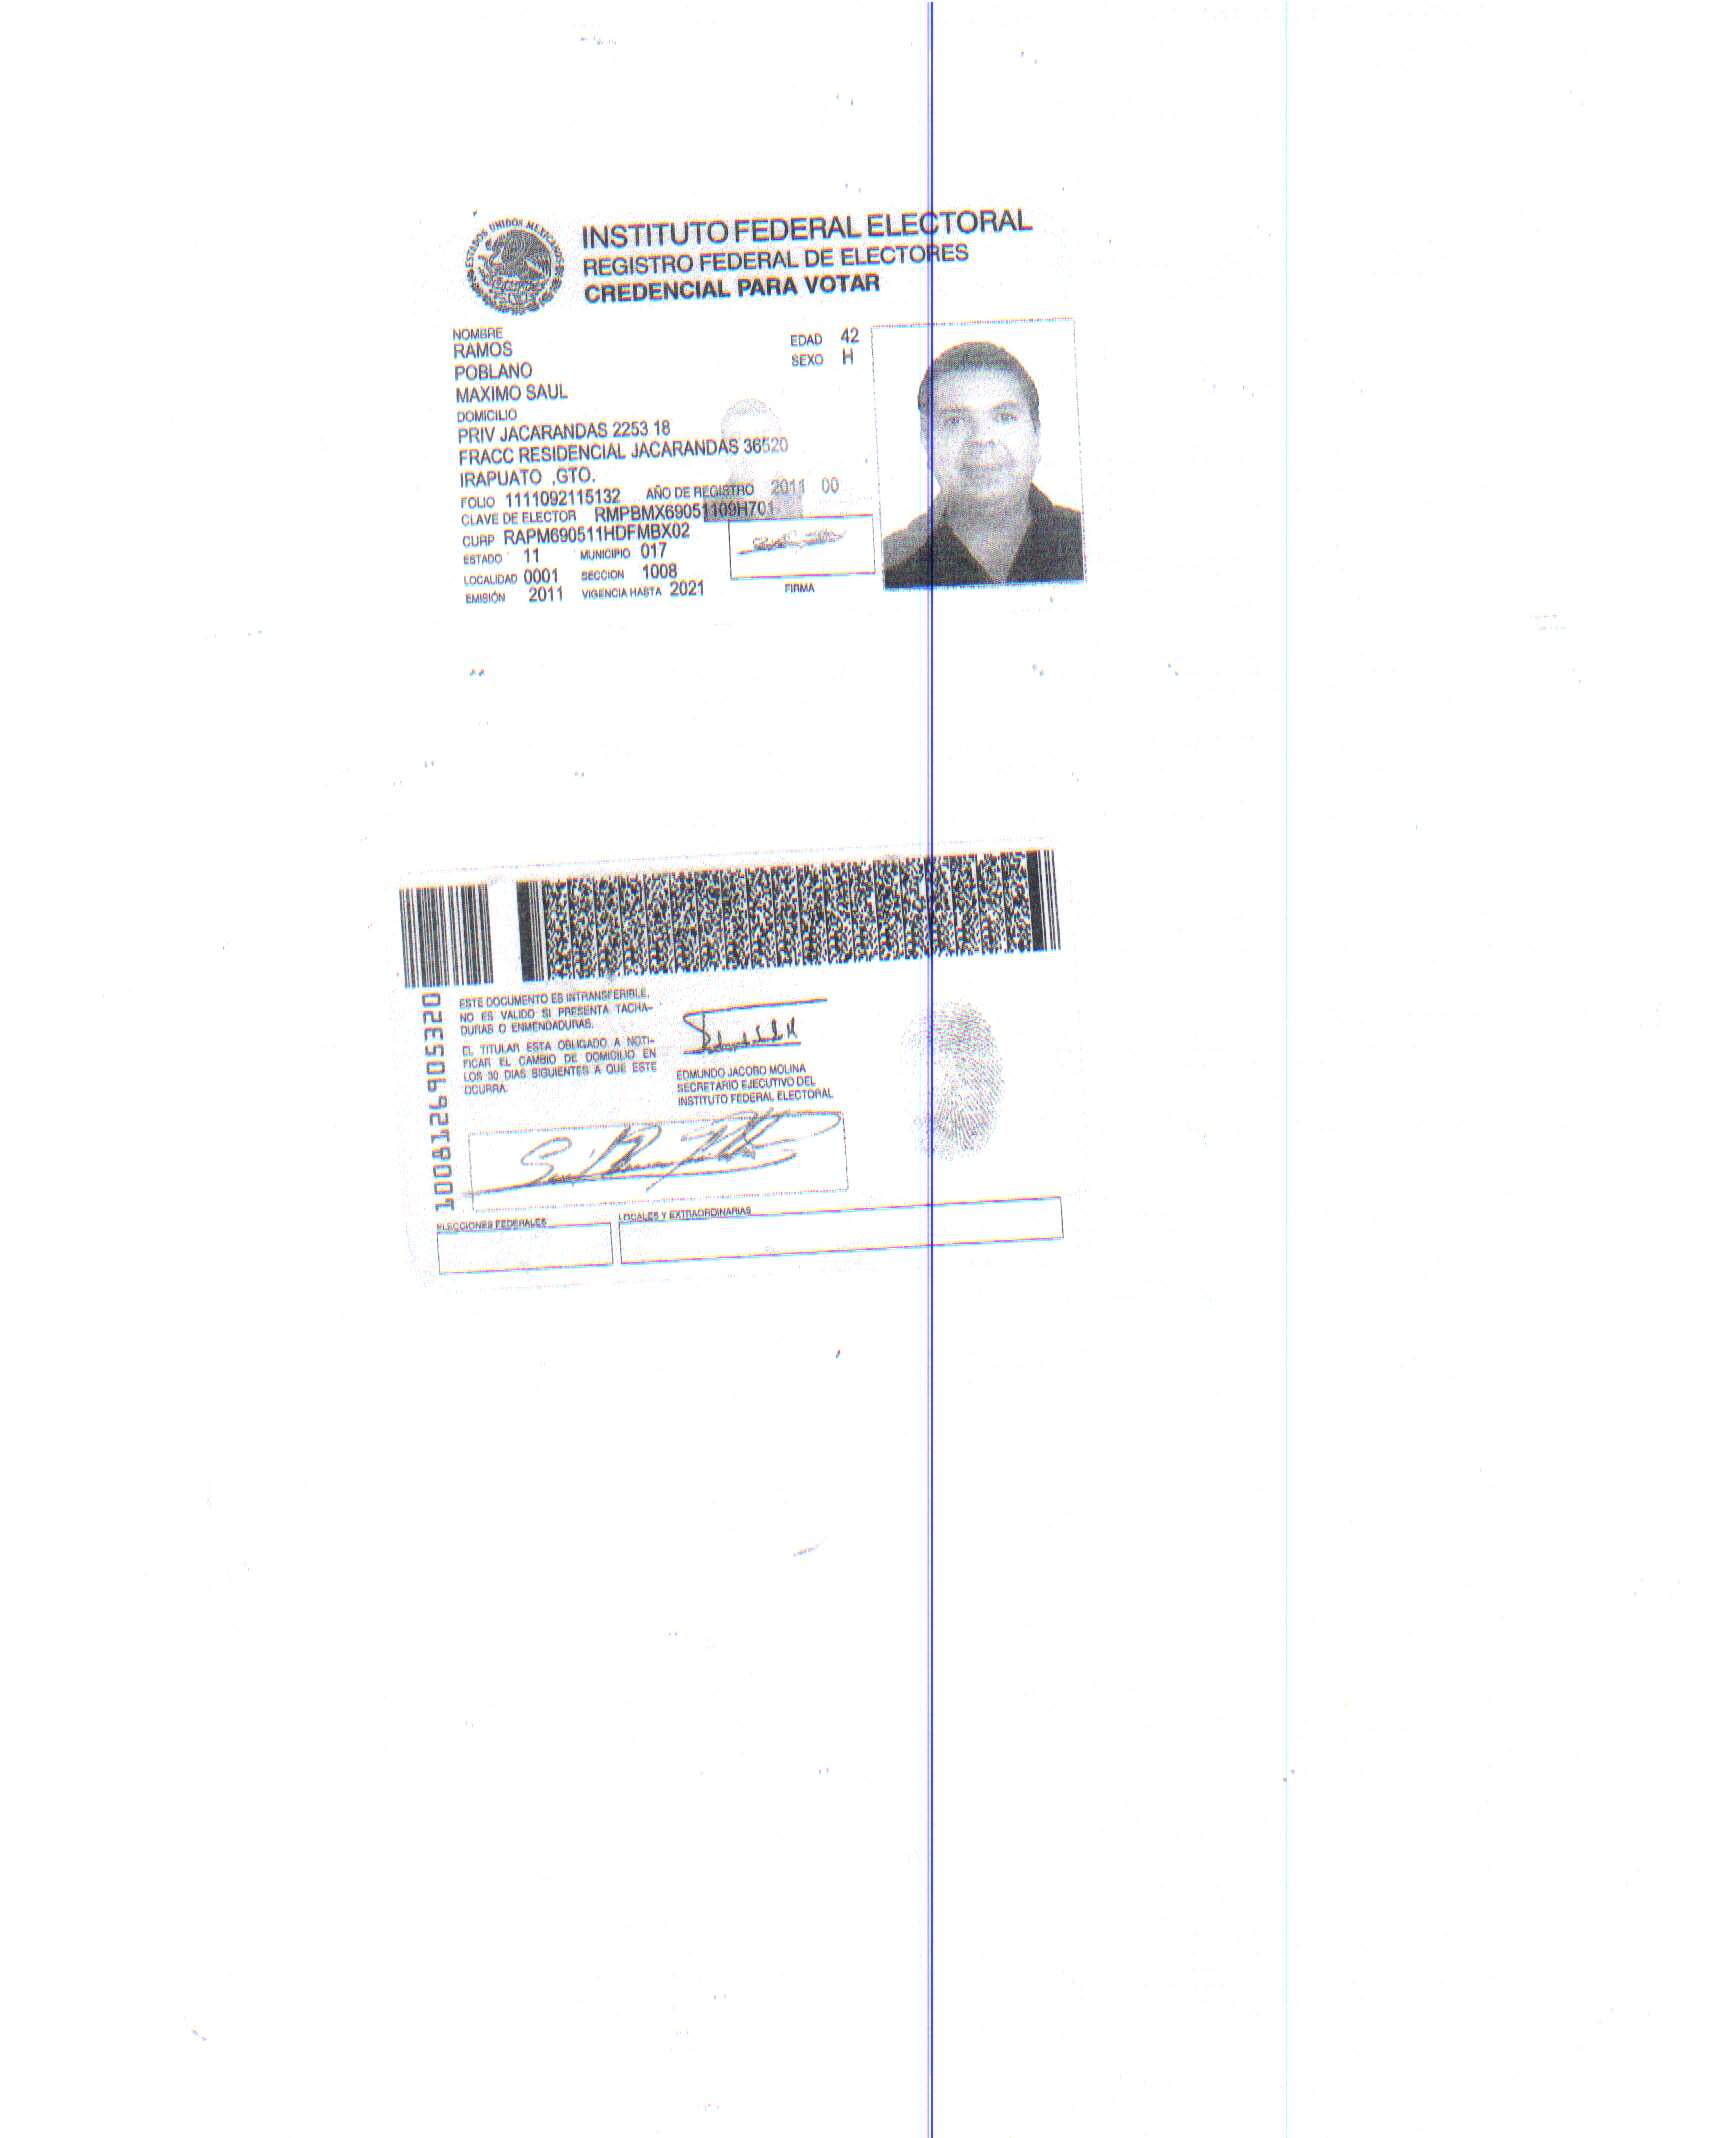 ESTADOS UNIDOS MEXICANOS
INSTITUTO FEDERAL ELECTORAL
REGISTRO FEDERAL DE ELECTORES
CREDENCIAL PARA VOTAR
NOMBRE
RAMOS
POBLANO
MAXIMO SAUL
EDAD 42
SEXO H
DOMICILIO
PRIV JACARANDAS 2253 18
FRACC RESIDENCIAL JACARANDAS 36520
IRAPUATO ,GTO.
FOLIO 1111092115132 AÑO DE REGISTRO 2011 00
CLAVE DE ELECTOR RMPBMX69051109H701
CURP RAPM690511HDFMBX02
ESTADO 11 MUNICIPIO 017
LOCALIDAD 0001 SECCION 1008
EMISIÓN 2011 VIGENCIA HASTA 2021
FIRMA
1008126905320
ESTE DOCUMENTO ES INTRANSFERIBLE.
NO ES VALIDO SI PRESENTA TACHA-
DURAS O ENMENDADURAS.
EL TITULAR ESTA OBLIGADO A NOTI-
FICAR EL CAMBIO DE DOMICILIO EN
LOS 30 DIAS SIGUIENTES A QUE ESTE
OCURRA.
EDMUNDO JACOBO MOLINA
SECRETARIO EJECUTIVO DEL
INSTITUTO FEDERAL ELECTORAL
ELECCIONES FEDERALES
LOCALES Y EXTRAORDINARIAS